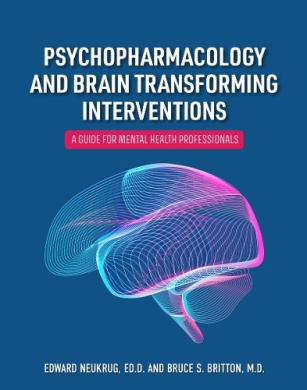 PSYCHOPHARMACOLOGY
AND BRAIN TRANSFORMING
INTERVENTIONS
A GUIDE FOR MENTAL HEALTH PROFESSIONALS
EDWARD NEUKRUG, ED.D. AND BRUCE S. BRITTON, M.D.